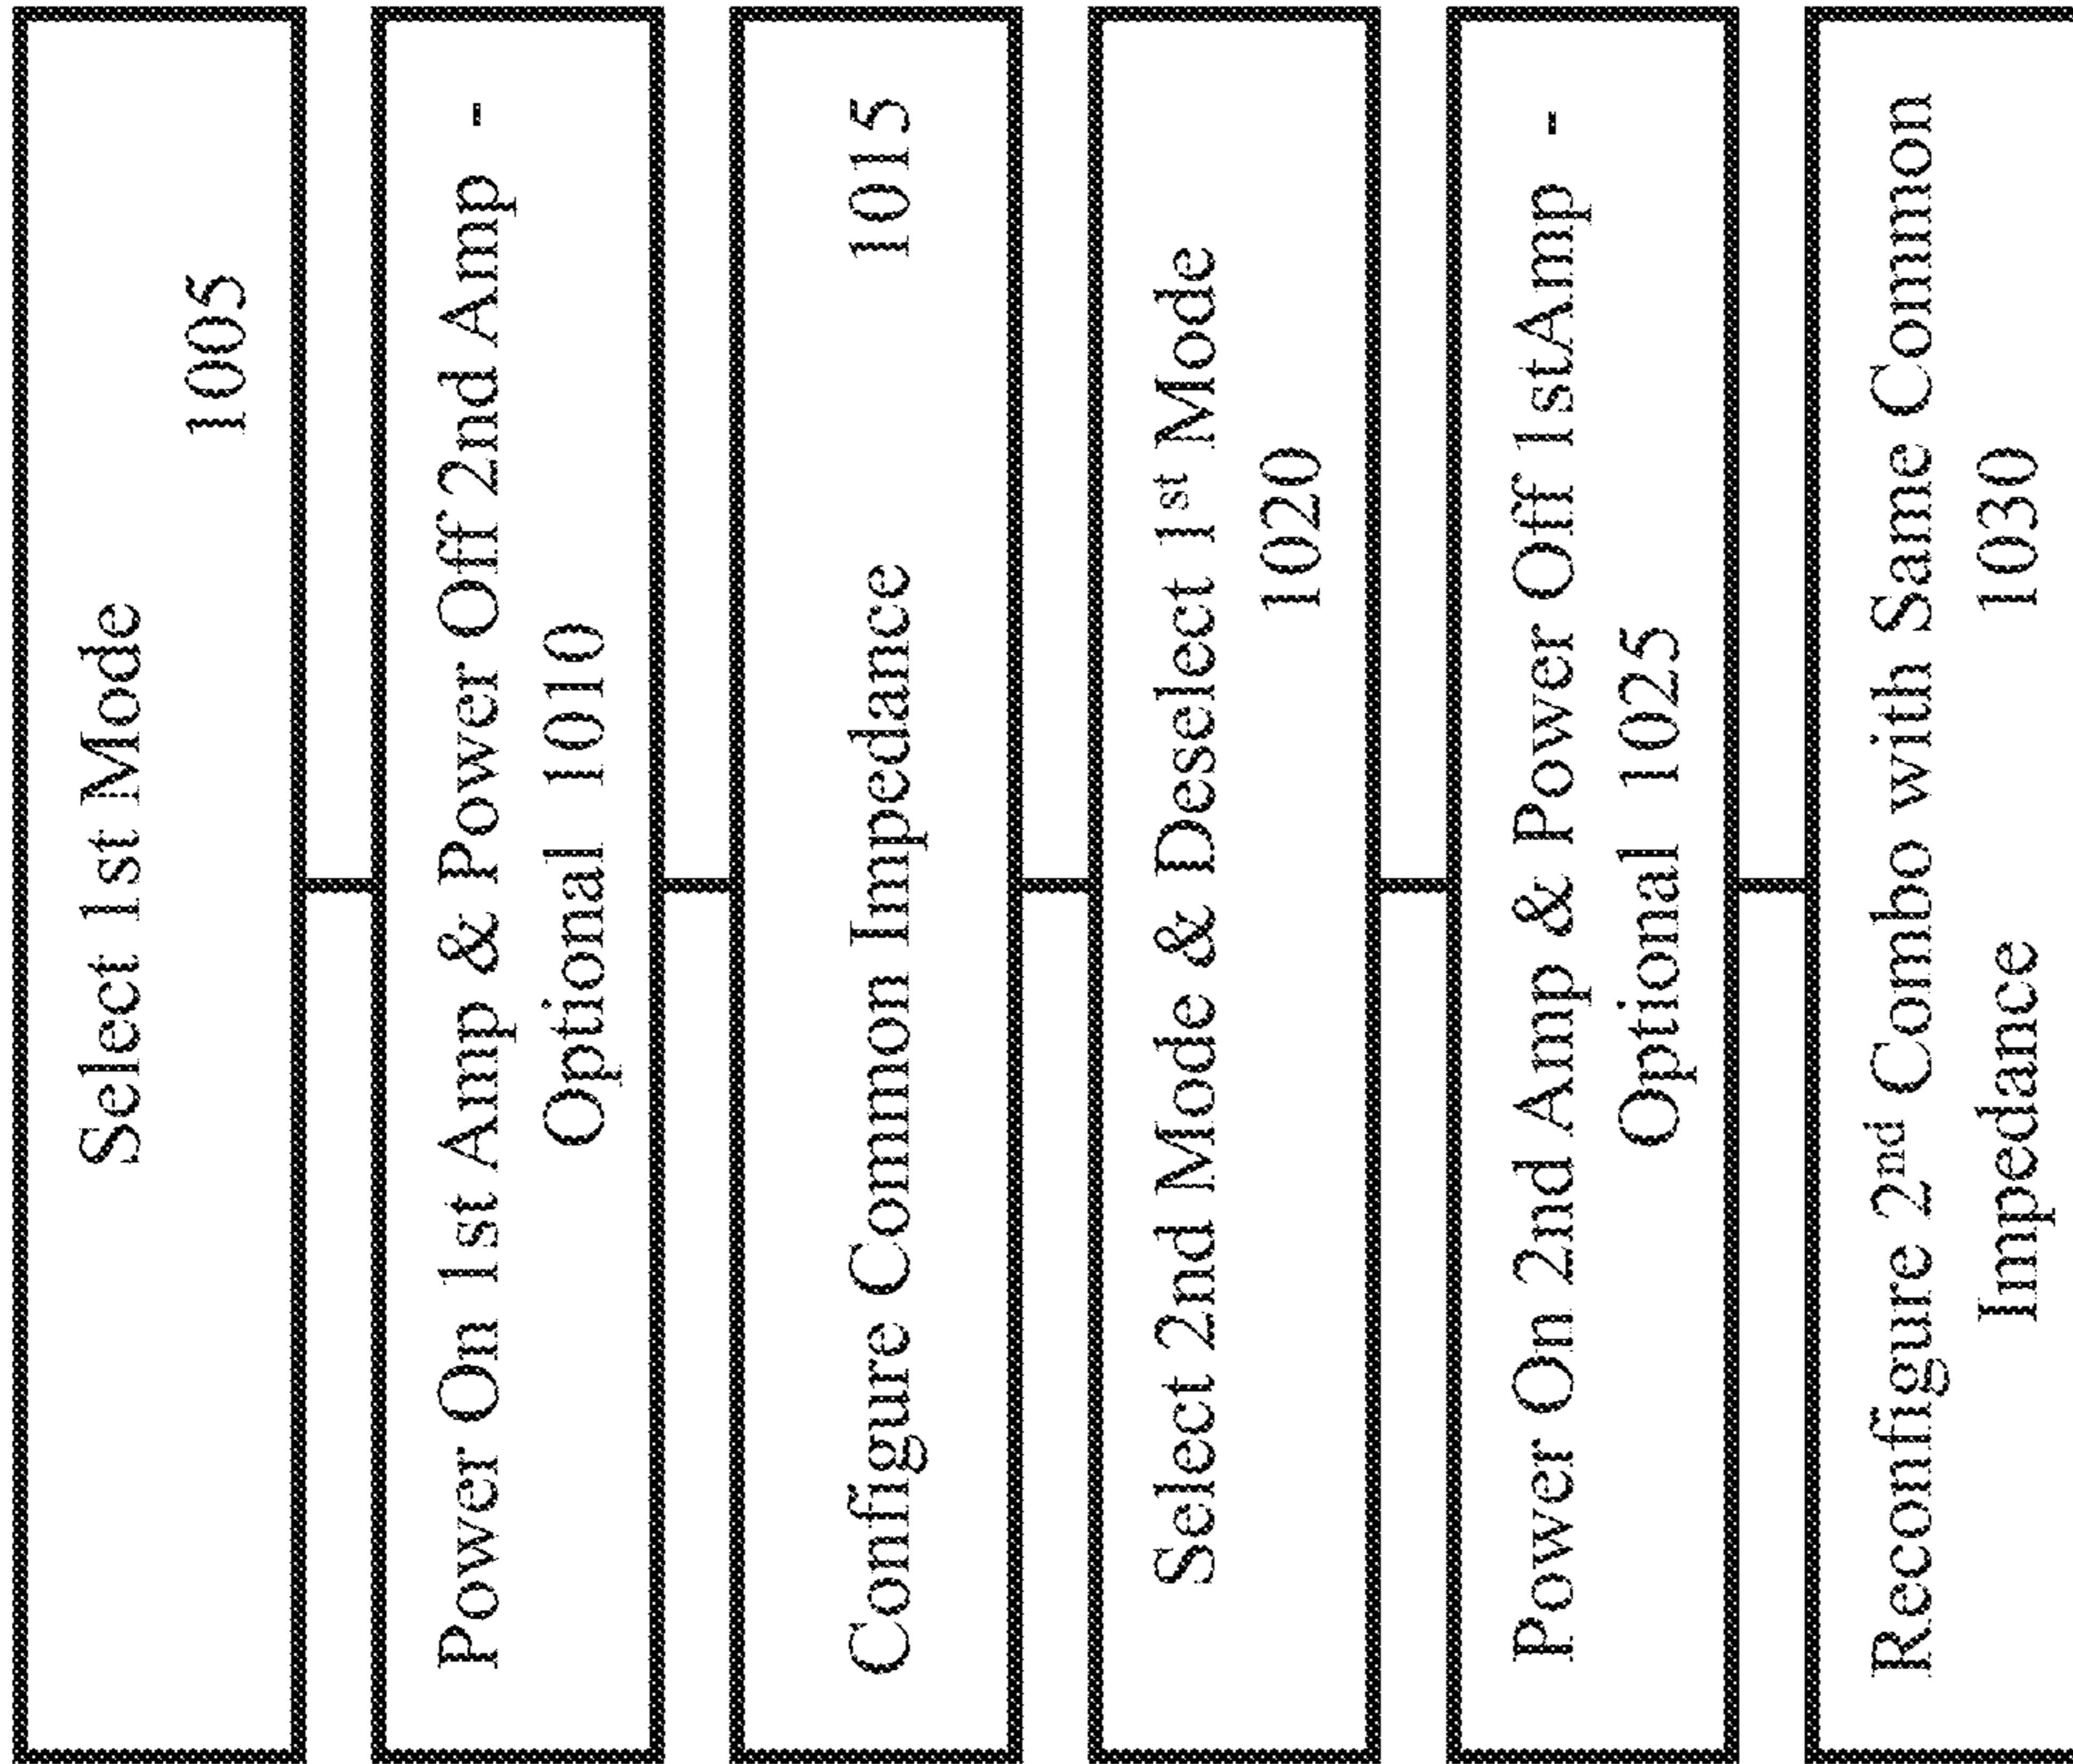 Select 1st Mode
1005
Power On 1st Amp & Power Off 2nd Amp -
Optional 1010
Configure Common Impedance 1015
Select 2nd Mode & Deselect 1st Mode
1020
Power On 2nd Amp & Power Off 1stAmp -
Optional 1025
Reconfigure 2nd Combo with Same Common
Impedance 1030